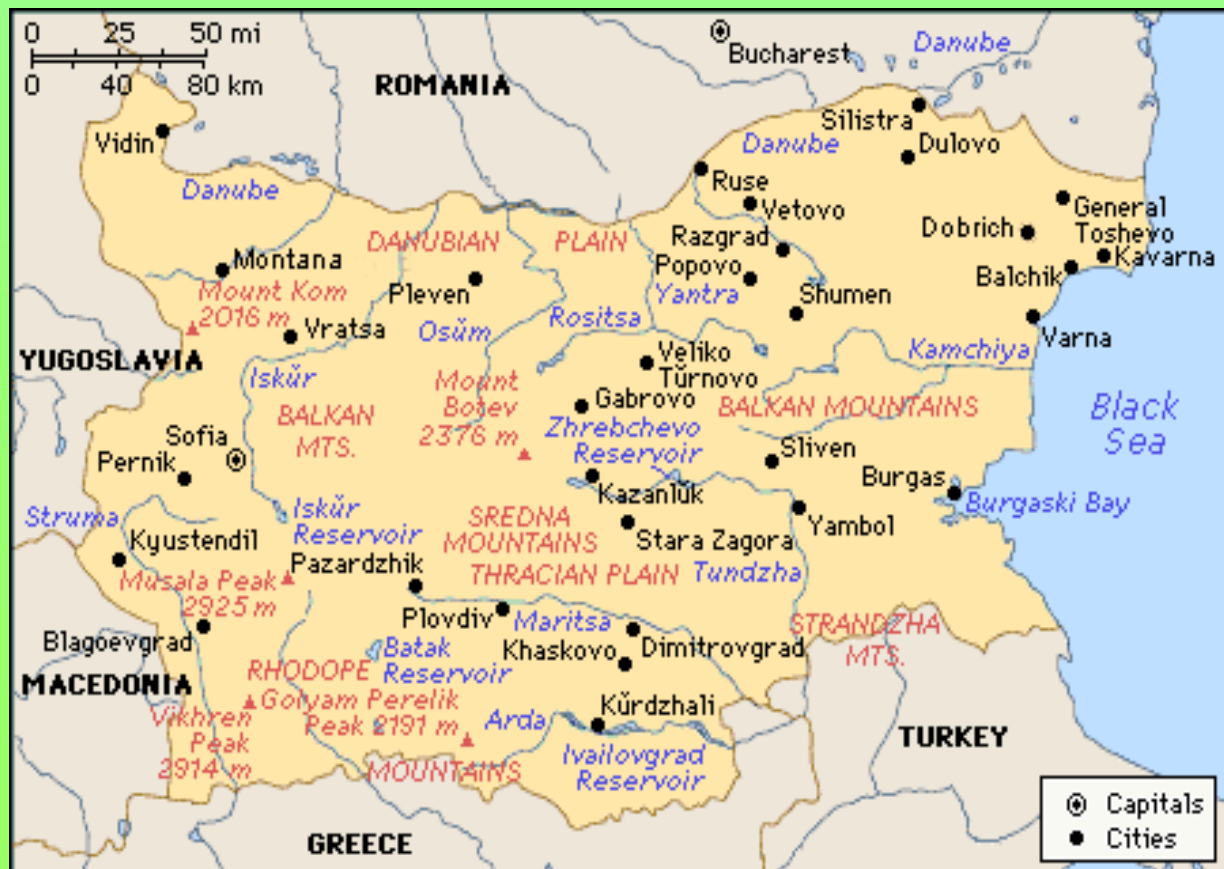 0 25 50 mi
0 40 80 km
Bucharest
Danube
ROMANIA
Silistra
Vidin
Danube
Dulovo
Danube
Ruse
Vetovo
General
Toshevo
Dobrich
DANUBIAN PLAIN
Razgrad
Kavarna
Montana
Popovo
Balchik
Mount Kom
2016 m
Pleven
Yantra
Shumen
Vratsa
Osŭm
Rositsa
Varna
YUGOSLAVIA
Kamchiya
Iskŭr
Veliko
Tŭrnovo
Mount
Botev
2376 m
Gabrovo
BALKAN
MTS.
BALKAN MOUNTAINS
Black
Sea
Sofia
Zhrebchevo
Reservoir
Pernik
Sliven
Burgas
Kazanlŭk
Burgaski Bay
Struma
Iskŭr
Reservoir
SREDNA
MOUNTAINS
Yambol
Kyustendil
Stara Zagora
Pazardzhik
THRACIAN PLAIN
Tundzha
Musala Peak
2925 m
Plovdiv
Maritsa
STRANDZHA
MTS.
Blagoevgrad
Batak
Reservoir
Khaskovo
Dimitrovgrad
MACEDONIA
RHODOPE
Golyam Perelik
Peak 2191 m
Vikhren
Peak
2914 m
Arda
Kŭrdzhali
TURKEY
MOUNTAINS
Ivailovgrad
Reservoir
GREECE
Capitals
Cities